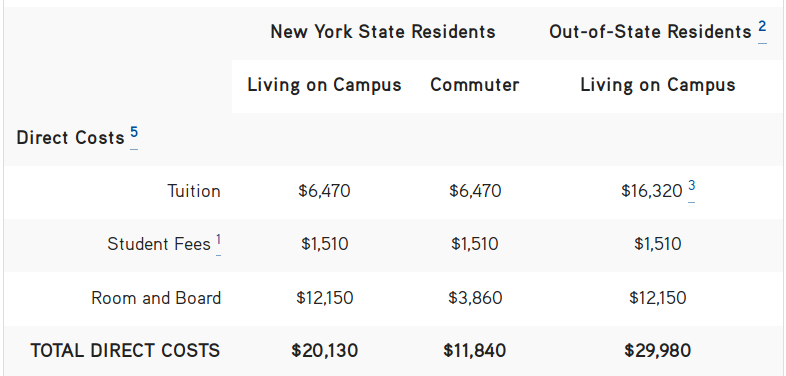 New York State Residents Out-of-State Residents 2
Living on Campus Commuter Living on Campus
Direct Costs 5
Tuition $6,470 $6,470 $16,320 3
Student Fees 1 $1,510 $1,510 $1,510
Room and Board $12,150 $3,860 $12,150
TOTAL DIRECT COSTS $20,130 $11,840 $29,980